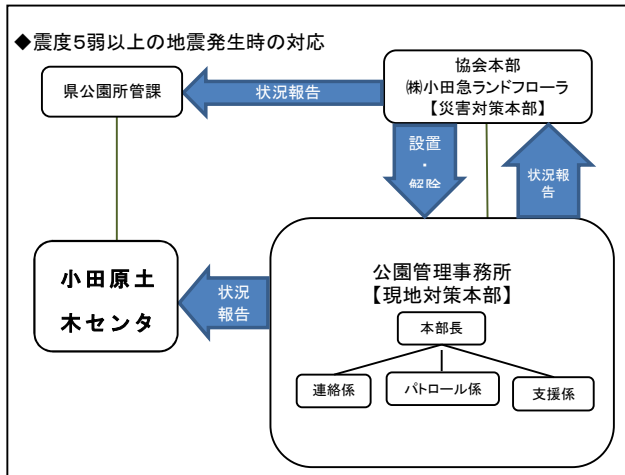 ◆震度5弱以上の地震発生時の対応
県公園所管課
状況報告
協会本部
㈱小田急ランドフローラ
【災害対策本部】
設置
・
解除
状況報
告
小田原土
木センタ
状況
報告
公園管理事務所
【現地対策本部】
本部長
連絡係
パトロール係
支援係